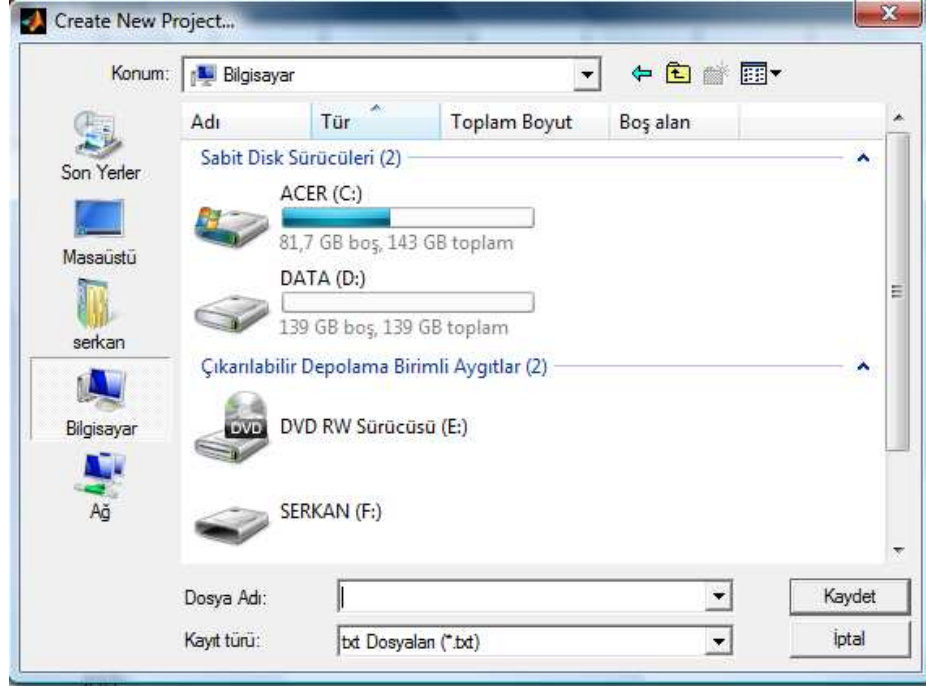 Create New Project...
Konum: Bilgisayar
Adı Tür Toplam Boyut Boş alan
Son Yerler
Masaüstü
serkan
Bilgisayar
Ağ
Sabit Disk Sürücüleri (2)
ACER (C:)
81,7 GB boş, 143 GB toplam
DATA (D:)
139 GB boş, 139 GB toplam
Çıkarılabilir Depolama Birimli Aygıtlar (2)
DVD
DVD RW Sürücüsü (E:)
SERKAN (F:)
Dosya Adı: Kaydet
Kayıt türü: txt Dosyaları (*.txt) İptal